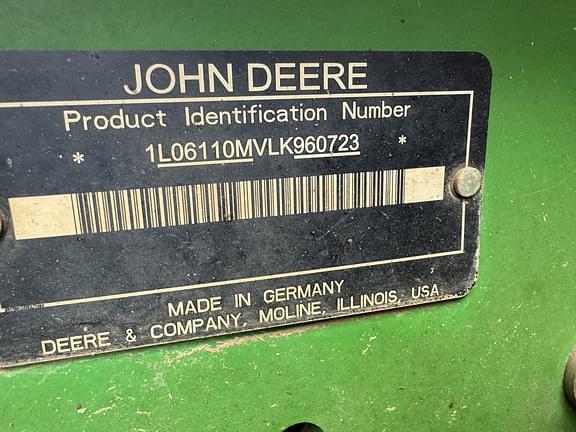 JOHN DEERE
Product Identification Number
* 1L06110MVLK960723 *
MADE IN GERMANY
DEERE & COMPANY, MOLINE, ILLINOIS, USA